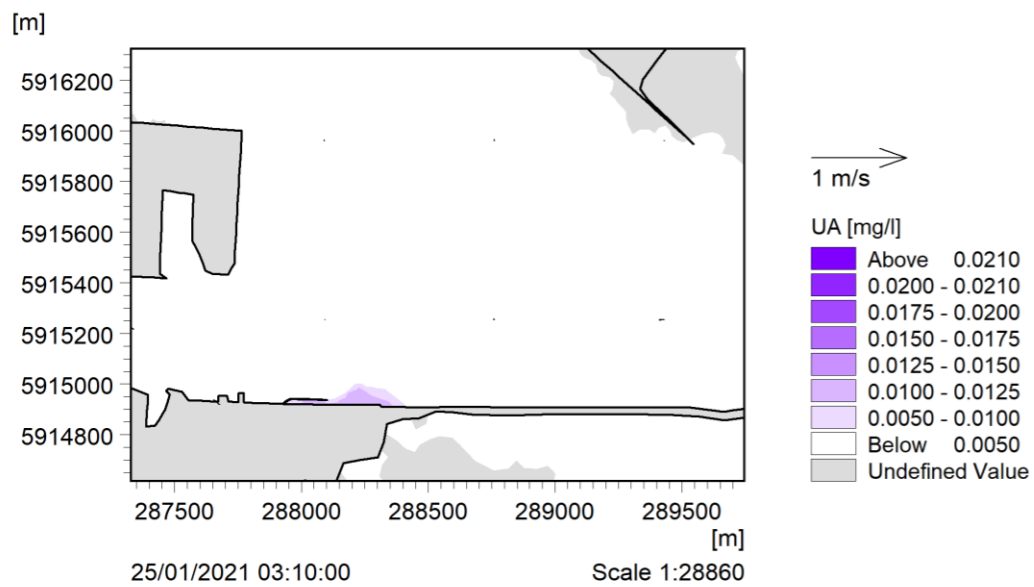 [m]
5916200
5916000
5915800
5915600
5915400
5915200
5915000
5914800
287500 288000 288500 289000 289500
[m]
25/01/2021 03:10:00 Scale 1:28860
1 m/s
UA [mg/l]
Above 0.0210
0.0200 - 0.0210
0.0175 - 0.0200
0.0150 - 0.0175
0.0125 - 0.0150
0.0100 - 0.0125
0.0050 - 0.0100
Below 0.0050
Undefined Value